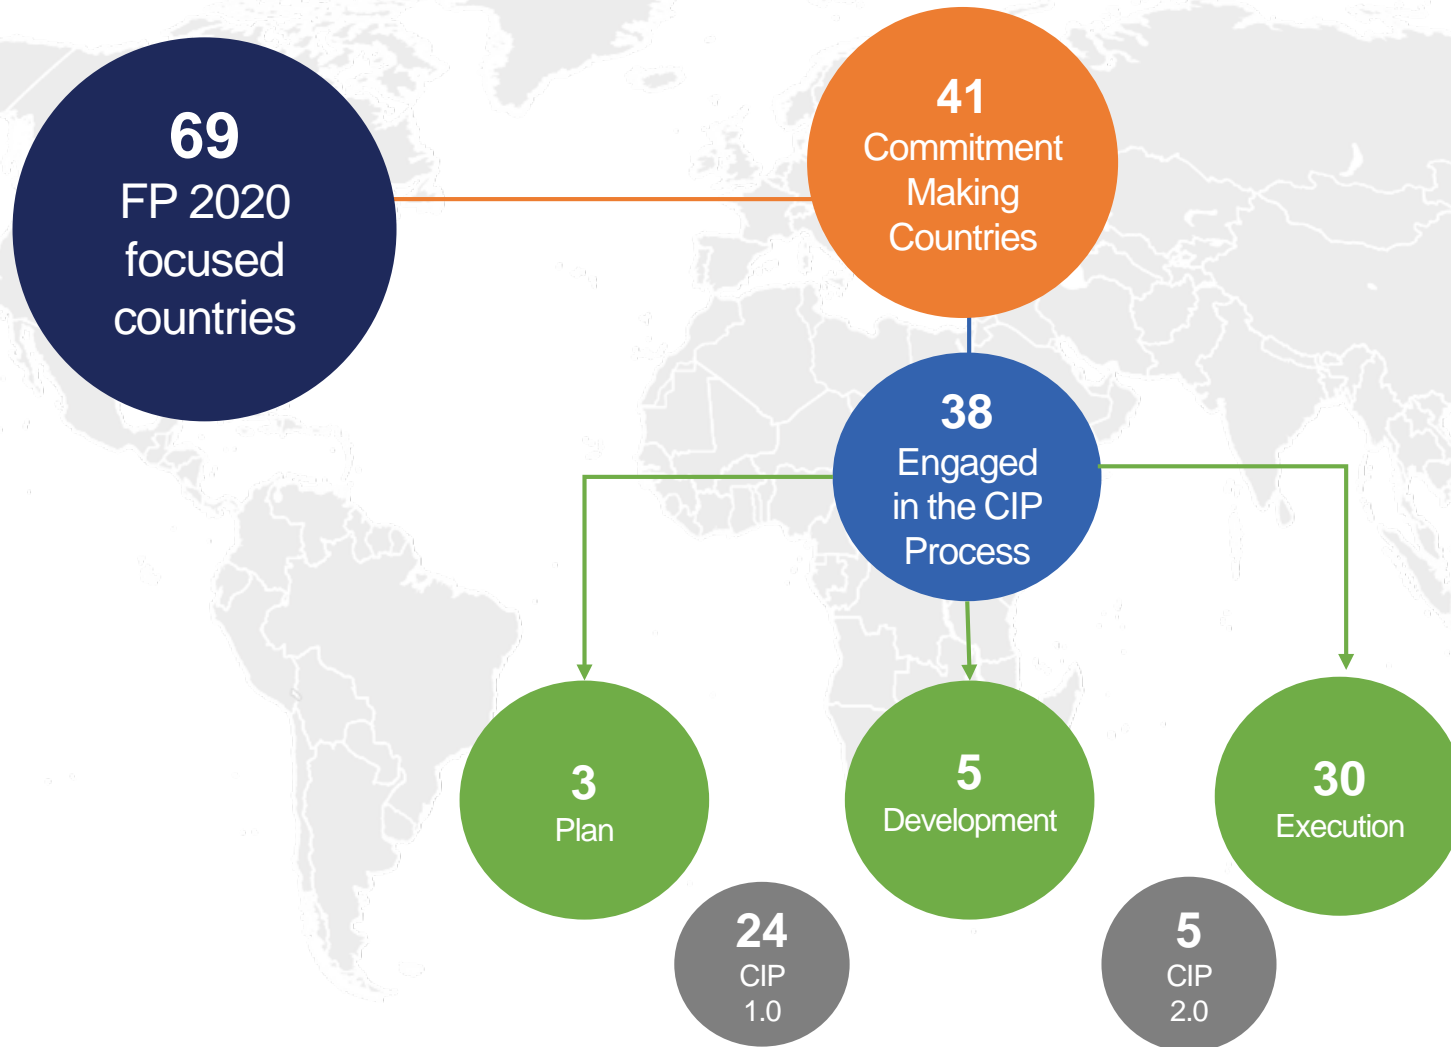 69
FP 2020
focused
countries
41
Commitment
Making
Countries
38
Engaged
in the CIP
Process
3
Plan
5
Development
30
Execution
24
CIP
1.0
5
CIP
2.0